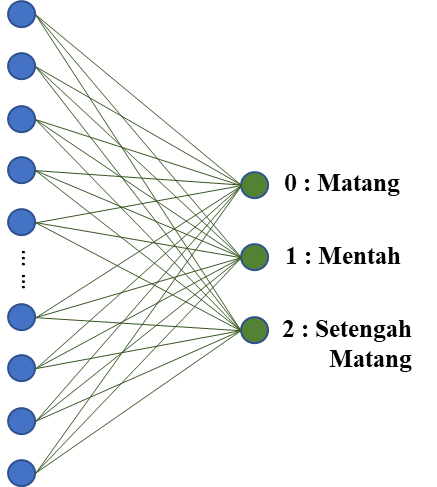 0 : Matang
... ...
1 : Mentah
2 : Setengah
Matang